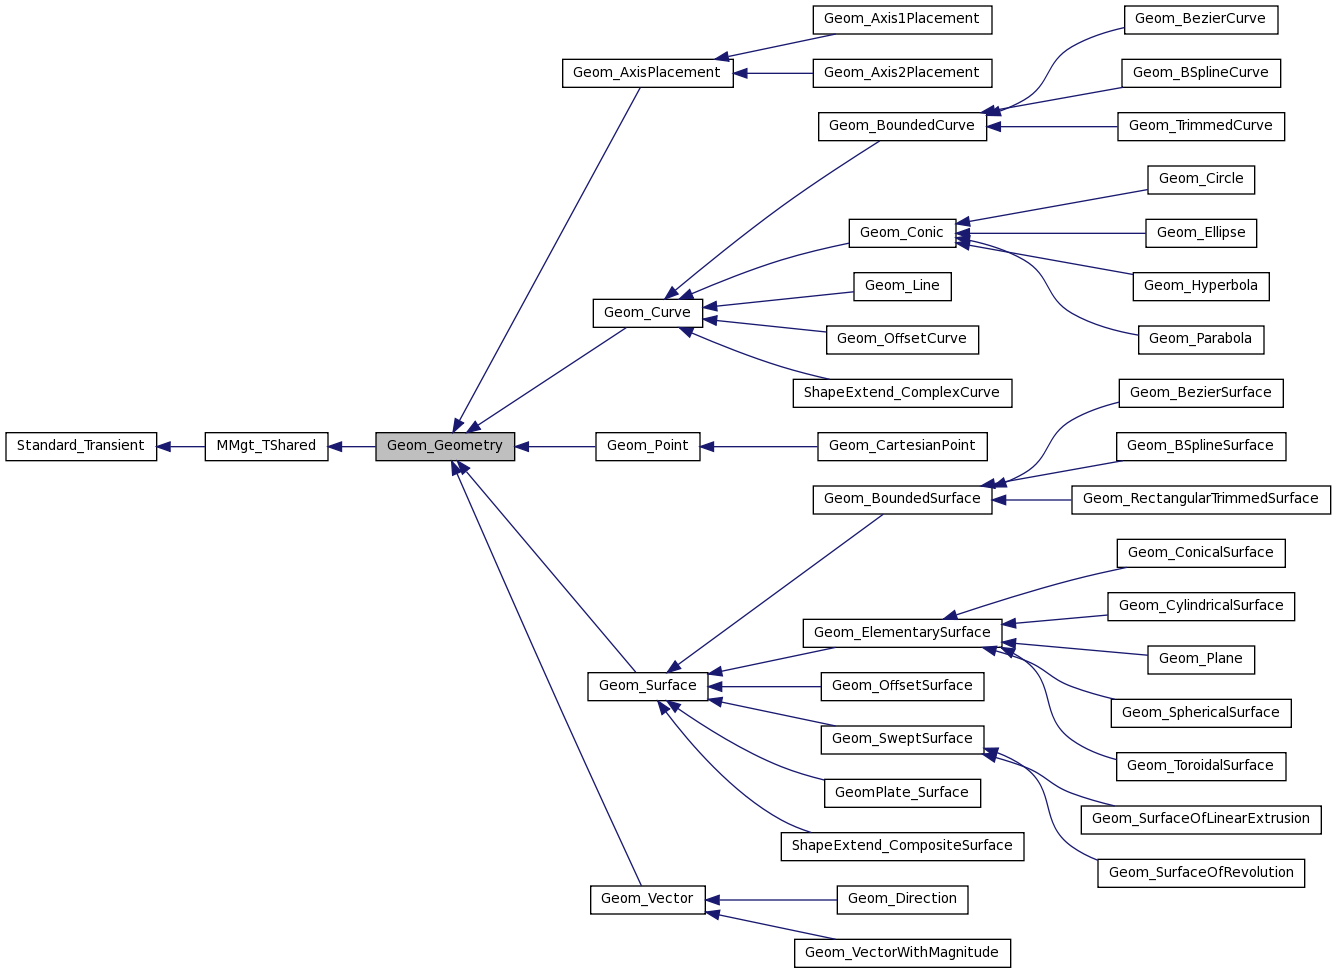 Geom_Axis1Placement
Geom_BezierCurve
Geom_AxisPlacement
Geom_Axis2Placement
Geom_BSplineCurve
Geom_BoundedCurve
Geom_TrimmedCurve
Geom_Circle
Geom_Conic
Geom_Ellipse
Geom_Line
Geom_Hyperbola
Geom_Curve
Geom_OffsetCurve
Geom_Parabola
ShapeExtend_ComplexCurve
Geom_BezierSurface
Standard_Transient
MMgt_TShared
Geom_Geometry
Geom_Point
Geom_CartesianPoint
Geom_BSplineSurface
Geom_BoundedSurface
Geom_RectangularTrimmedSurface
Geom_ConicalSurface
Geom_CylindricalSurface
Geom_ElementarySurface
Geom_Plane
Geom_Surface
Geom_OffsetSurface
Geom_SphericalSurface
Geom_SweptSurface
Geom_ToroidalSurface
GeomPlate_Surface
Geom_SurfaceOfLinearExtrusion
ShapeExtend_CompositeSurface
Geom_SurfaceOfRevolution
Geom_Vector
Geom_Direction
Geom_VectorWithMagnitude